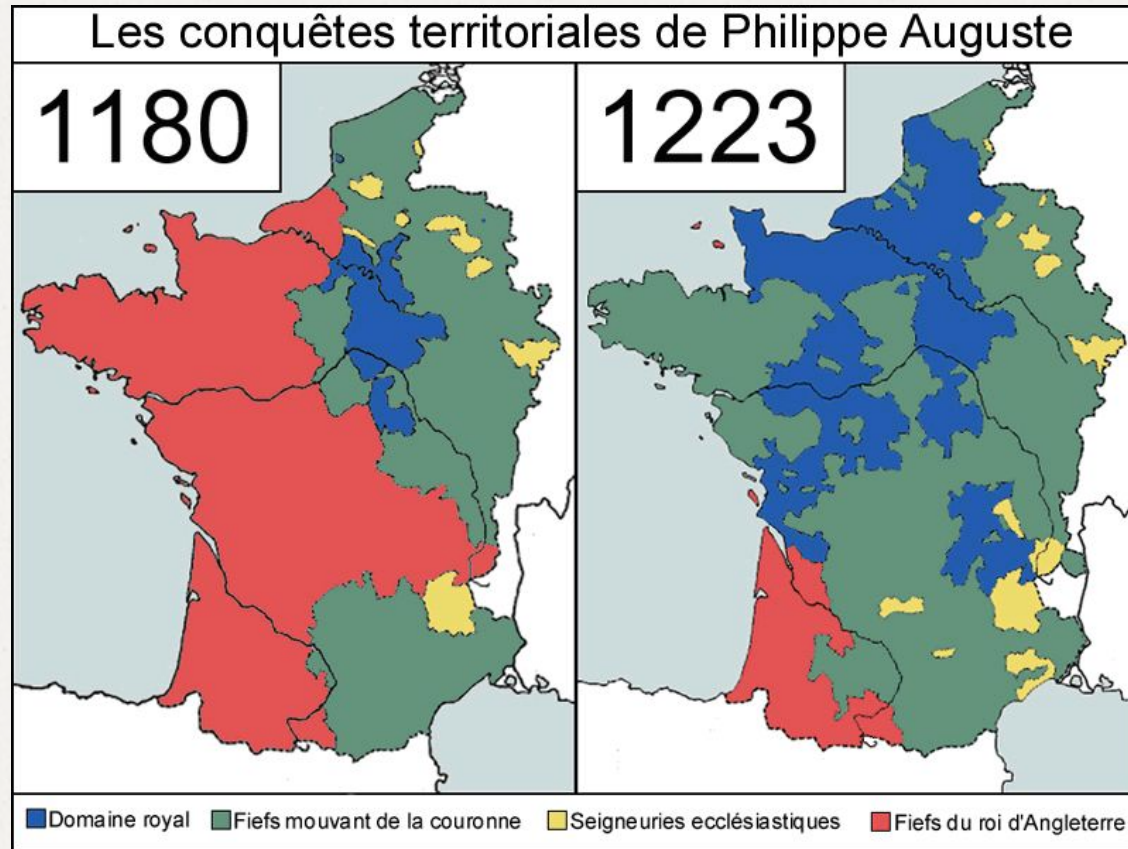 Les conquêtes territoriales de Philippe Auguste
1180
1223
Domaine royal
Fiefs mouvant de la couronne
Seigneuries ecclésiastiques
Fiefs du roi d'Angleterre